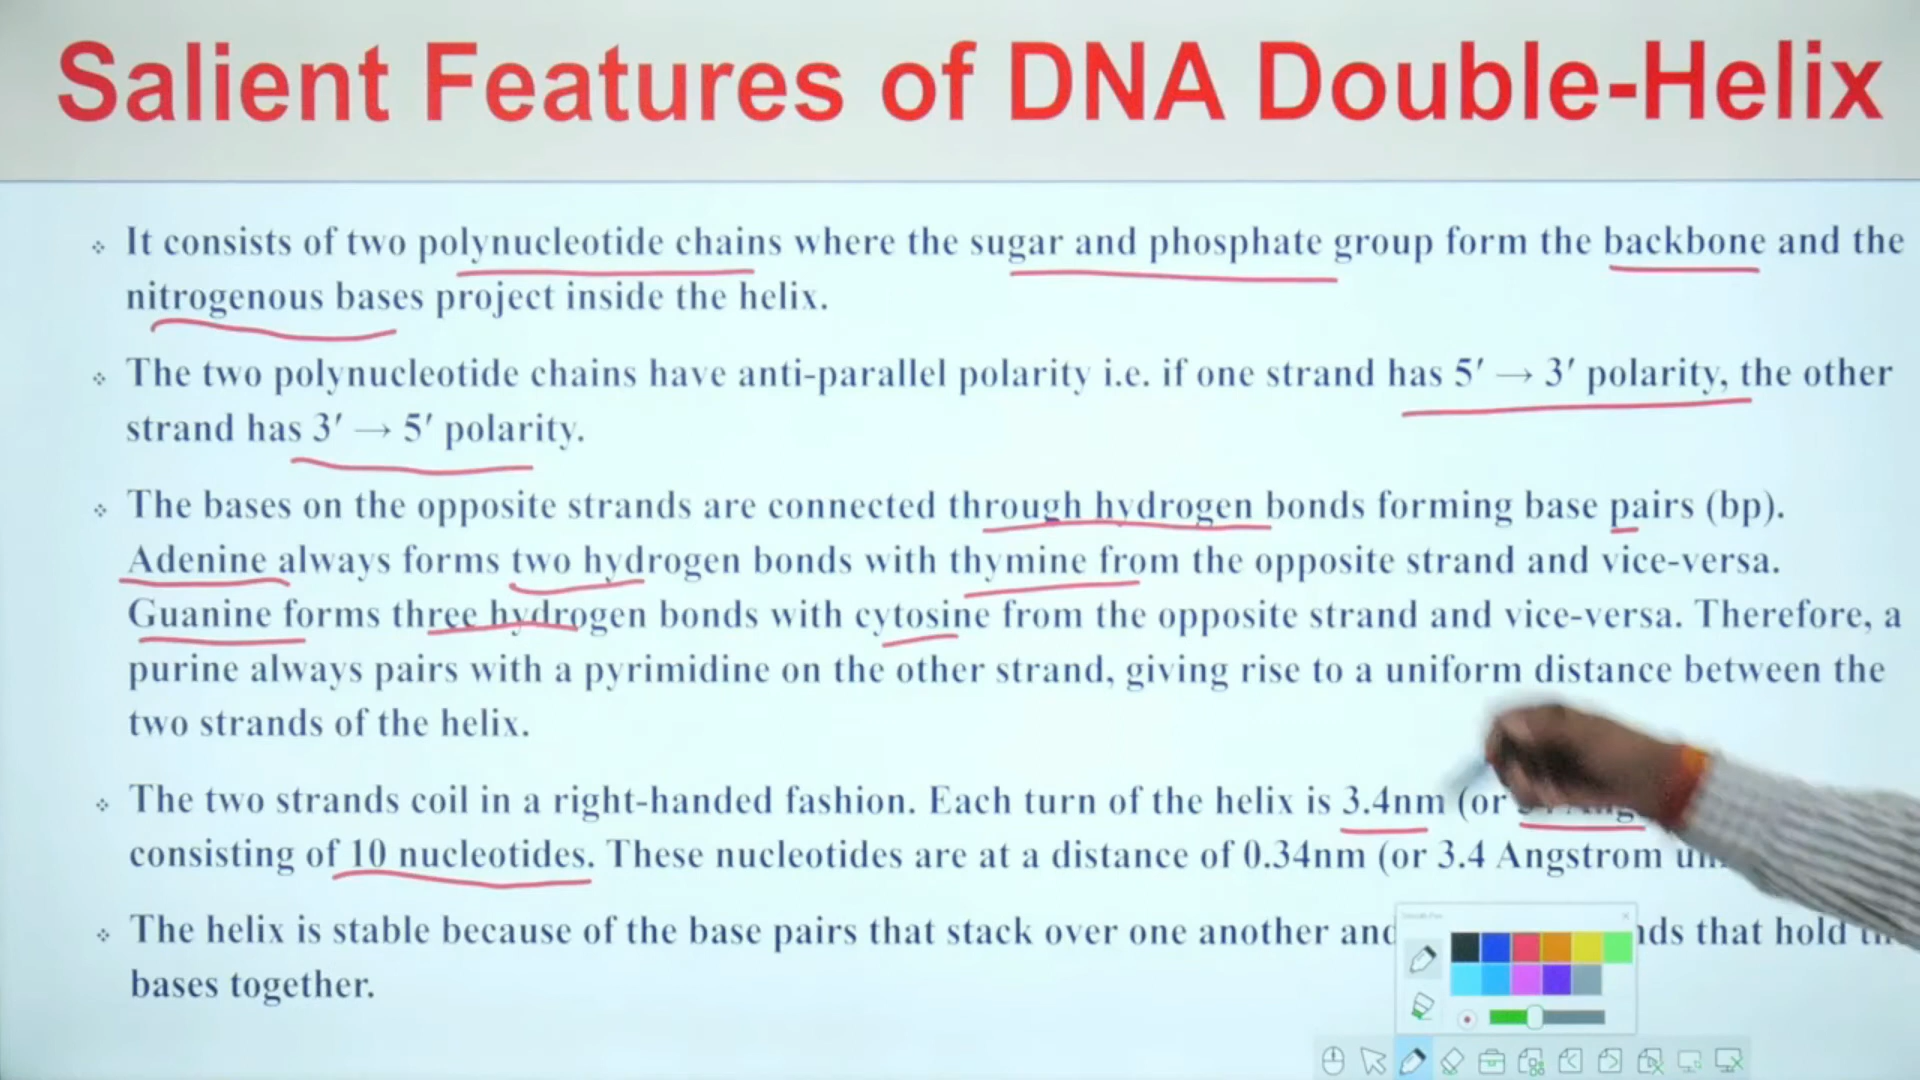 Salient Features of DNA Double-Helix
It consists of two polynucleotide chains where the sugar and phosphate group form the backbone and the
nitrogenous bases project inside the helix.
The two polynucleotide chains have anti-parallel polarity i.e. if one strand has 5′ → 3′ polarity, the other
strand has 3′ → 5′ polarity.
The bases on the opposite strands are connected through hydrogen bonds forming base pairs (bp).
Adenine always forms two hydrogen bonds with thymine from the opposite strand and vice-versa.
Guanine forms three hydrogen bonds with cytosine from the opposite strand and vice-versa. Therefore, a
purine always pairs with a pyrimidine on the other strand, giving rise to a uniform distance between the
two strands of the helix.
The two strands coil in a right-handed fashion. Each turn of the helix is 3.4nm (or
consisting of 10 nucleotides. These nucleotides are at a distance of 0.34nm (or 3.4 Angstrom
The helix is stable because of the base pairs that stack over one another and that hold
bases together.